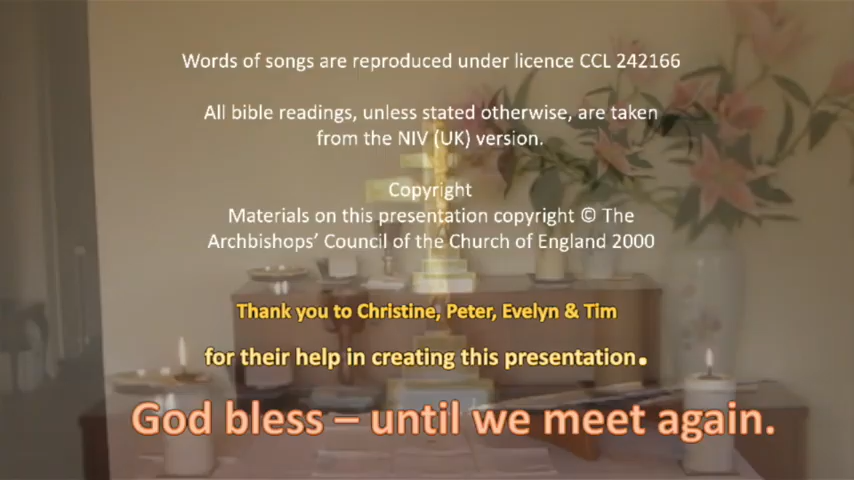 Words of songs are reproduced under licence CCL 242166
All bible readings, unless stated otherwise, are taken
from the NIV (UK) version.
Copyright
Materials on this presentation copyright © The
Archbishops’ Council of the Church of England 2000
Thank you to Christine, Peter, Evelyn & Tim
for their help in creating this presentation.
God bless – until we meet again.